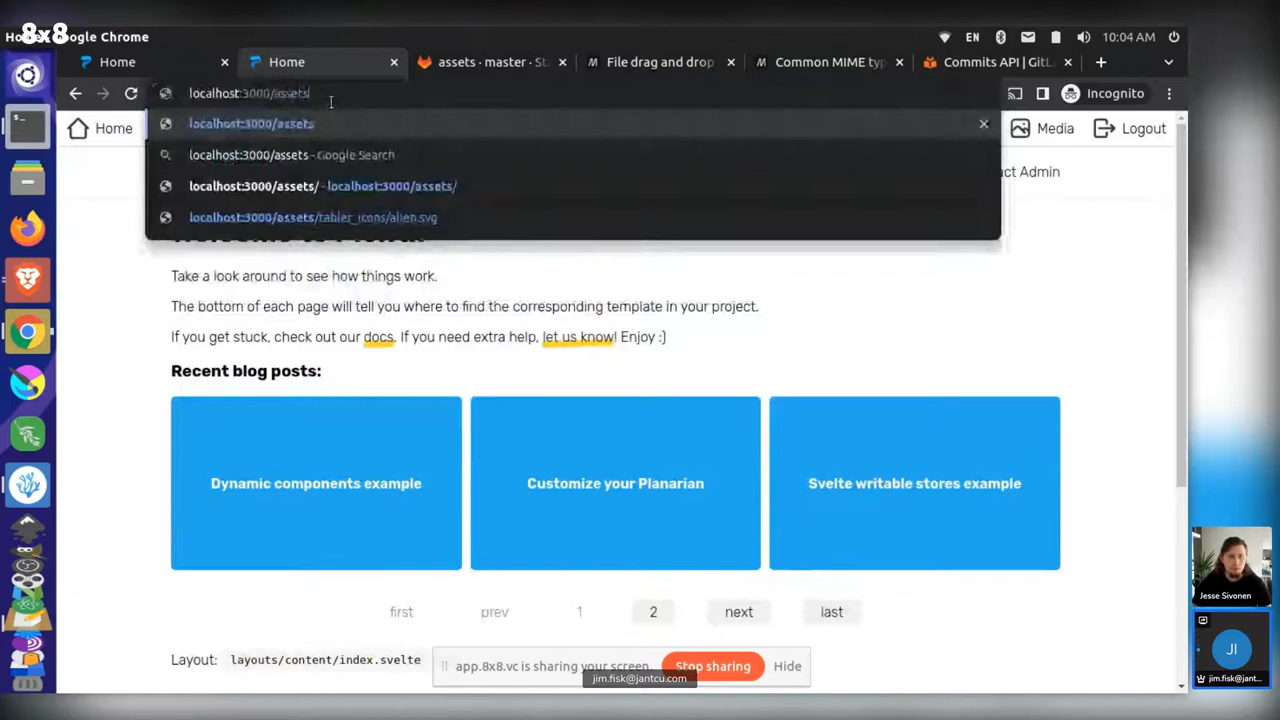 8x8
Google Chrome
EN
10:04 AM
Home
Home
assets · master · Sta
File drag and drop
Common MIME typ
Commits API | GitL
localhost:3000/assets
Incognito
Home
localhost:3000/assets
Media
Logout
localhost:3000/assets - Google Search
ct Admin
localhost:3000/assets/ - localhost:3000/assets/
localhost:3000/assets/tabler_icons/alien.svg
Take a look around to see how things work.
The bottom of each page will tell you where to find the corresponding template in your project.
If you get stuck, check out our docs. If you need extra help, let us know! Enjoy :)
Recent blog posts:
Dynamic components example
Customize your Planarian
Svelte writable stores example
first
prev
1
2
next
last
Layout: layouts/content/index.svelte
app.8x8.vc is sharing your screen.
Stop sharing
Hide
jim.fisk@jantcu.com
Jesse Sivonen
JI
jim.fisk@jant...